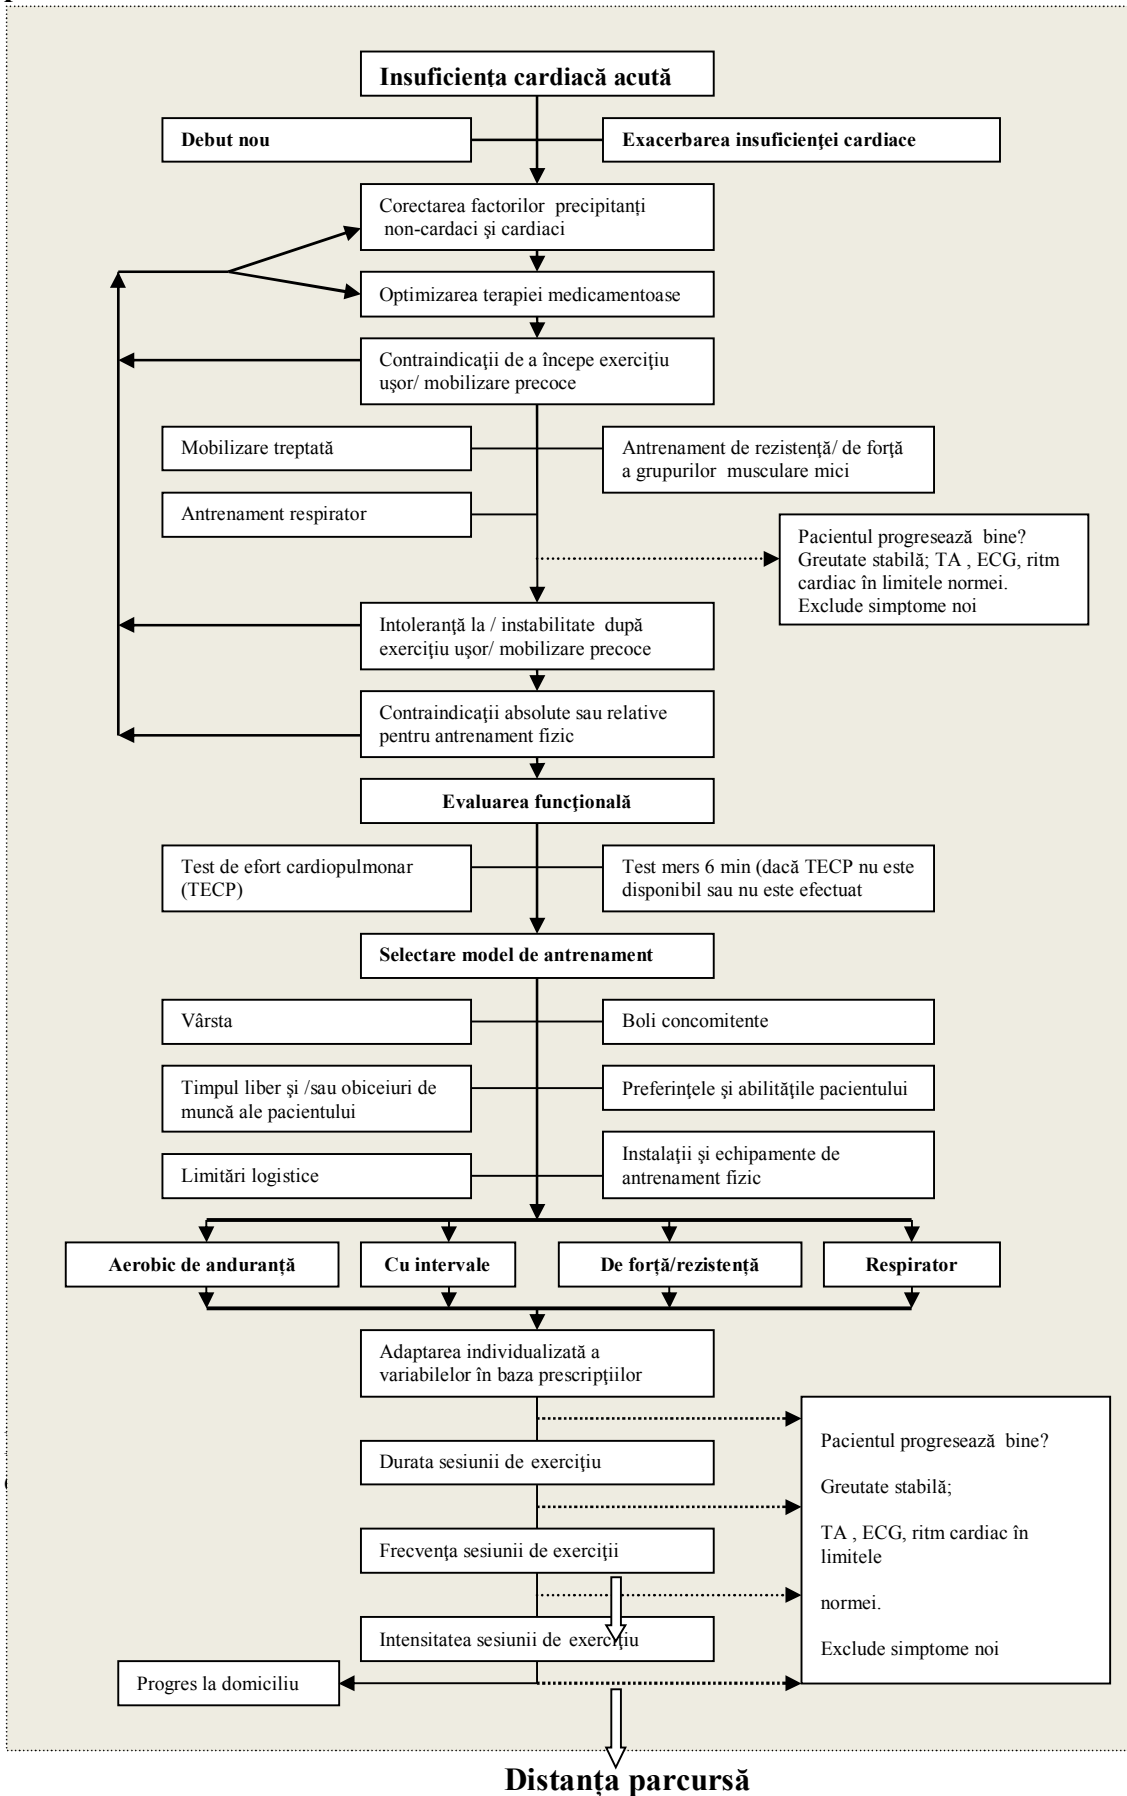 Insuficienţa cardiacă acută
Debut nou
Exacerbarea insuficienţei cardiace
Corectarea factorilor precipitanți
non-cardaci şi cardiaci
Optimizarea terapiei medicamentoase
Contraindicaţii de a începe exerciţiu
uşor/ mobilizare precoce
Mobilizare treptată
Antrenament de rezistenţă/ de forţă
a grupurilor musculare mici
Antrenament respirator
Pacientul progresează bine?
Greutate stabilă; TA , ECG, ritm
cardiac în limitele normei.
Exclude simptome noi
Intoleranţă la / instabilitate după
exerciţiu uşor/ mobilizare precoce
Contraindicaţii absolute sau relative
pentru antrenament fizic
Evaluarea funcţională
Test de efort cardiopulmonar
(TECP)
Test mers 6 min (dacă TECP nu este
disponibil sau nu este efectuat
Selectare model de antrenament
Vârsta
Boli concomitente
Timpul liber şi /sau obiceiuri de
muncă ale pacientului
Preferinţele şi abilităţile pacientului
Limitări logistice
Instalaţii şi echipamente de
antrenament fizic
Aerobic de anduranţă
Cu intervale
De forță/rezistență
Respirator
Adaptarea individualizată a
variabilelor în baza prescripţiilor
Durata sesiunii de exerciţiu
Frecvenţa sesiunii de exerciţii
Intensitatea sesiunii de exerciţiu
Progres la domiciliu
Pacientul progresează bine?
Greutate stabilă;
TA , ECG, ritm cardiac în
limitele
normei.
Exclude simptome noi
Distanța parcursă